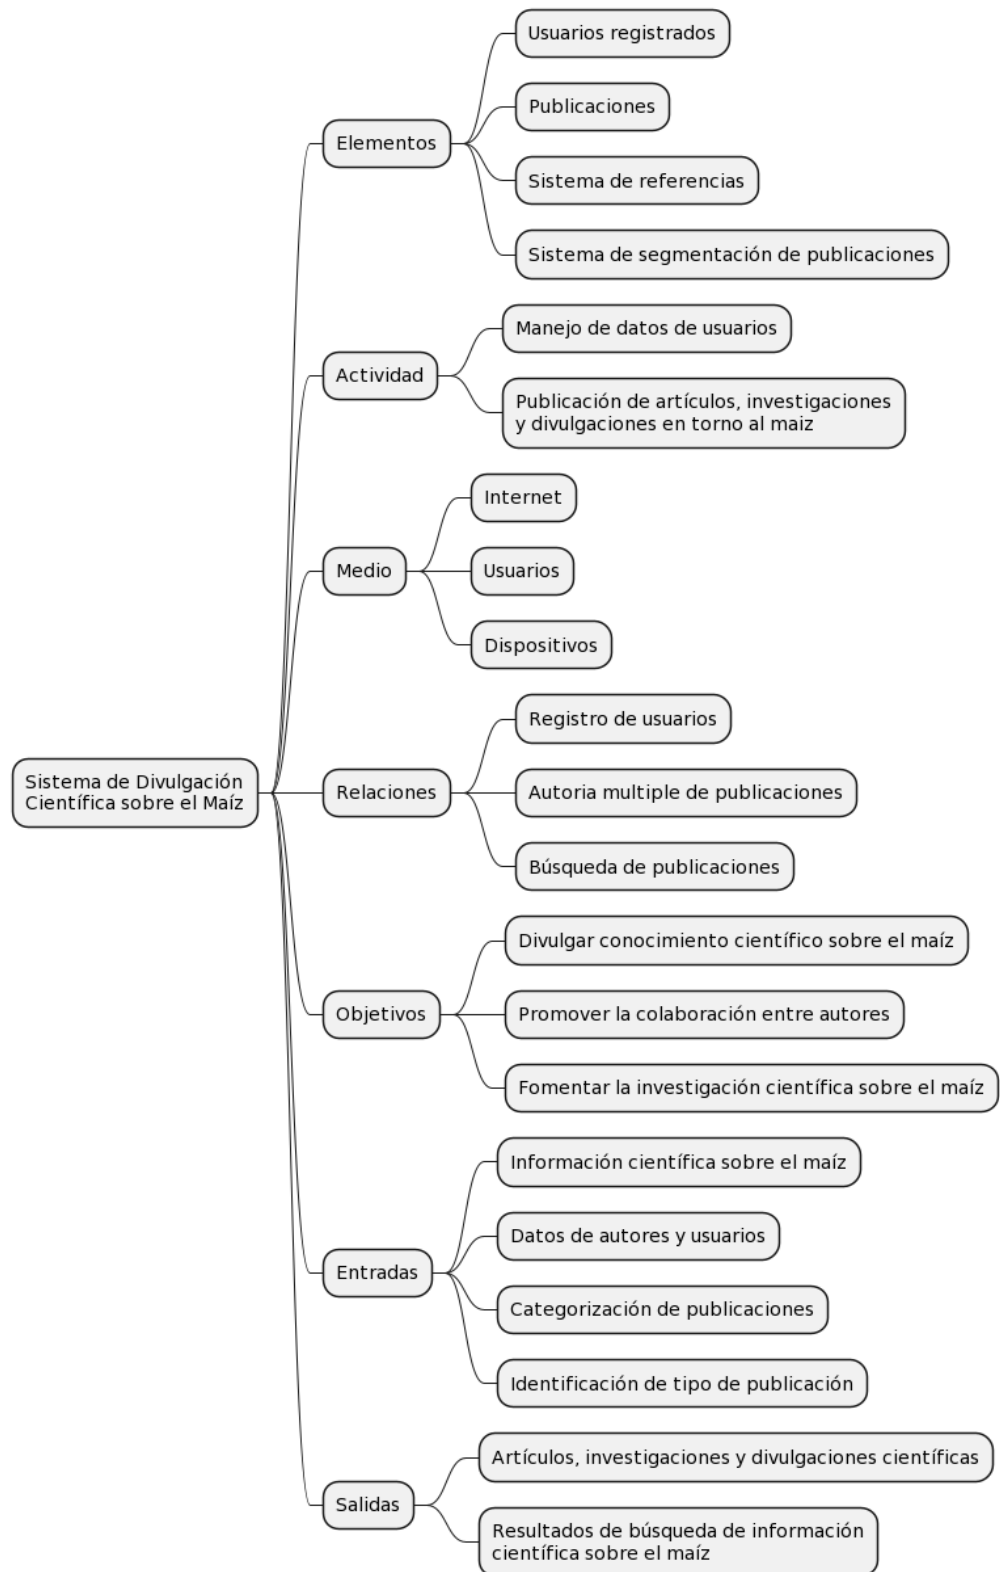 Usuarios registrados
Publicaciones
Elementos
Sistema de referencias
Sistema de segmentación de publicaciones
Manejo de datos de usuarios
Actividad
Publicación de artículos, investigaciones
y divulgaciones en torno al maiz
Internet
Medio
Usuarios
Dispositivos
Registro de usuarios
Sistema de Divulgación
Científica sobre el Maíz
Relaciones
Autoria multiple de publicaciones
Búsqueda de publicaciones
Divulgar conocimiento científico sobre el maíz
Objetivos
Promover la colaboración entre autores
Fomentar la investigación científica sobre el maíz
Información científica sobre el maíz
Datos de autores y usuarios
Entradas
Categorización de publicaciones
Identificación de tipo de publicación
Artículos, investigaciones y divulgaciones científicas
Salidas
Resultados de búsqueda de información
científica sobre el maíz